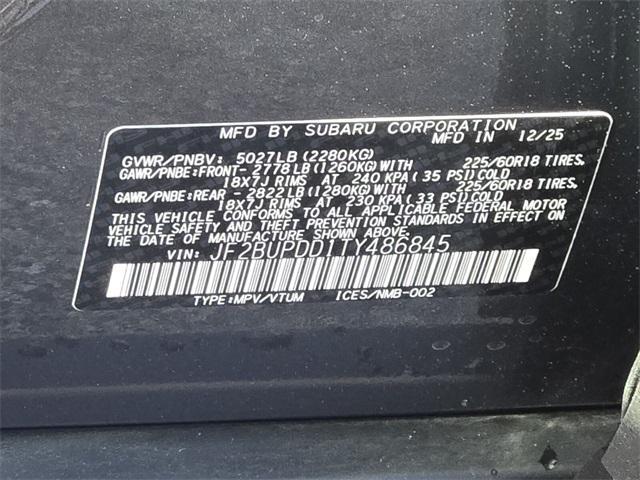 MFD BY SUBARU CORPORATION
MFD IN 12/25
GVWR/PNBV: 5027LB (2280KG)
GAWR/PNBE:FRONT- 2778 LB (1260KG) WITH 225/60R18 TIRES,
18X7J RIMS AT 240 KPA (35 PSI) COLD
GAWR/PNBE:REAR - 2822 LB (1280KG) WITH 225/60R18 TIRES,
18X7J RIMS AT 230 KPA (33 PSI) COLD
THIS VEHICLE CONFORMS TO ALL APPLICABLE FEDERAL MOTOR
VEHICLE SAFETY AND THEFT PREVENTION STANDARDS IN EFFECT ON
THE DATE OF MANUFACTURE SHOWN ABOVE.
VIN: JF2BUPDD1TY486845
TYPE:MPV/VTUM ICES/NMB-002